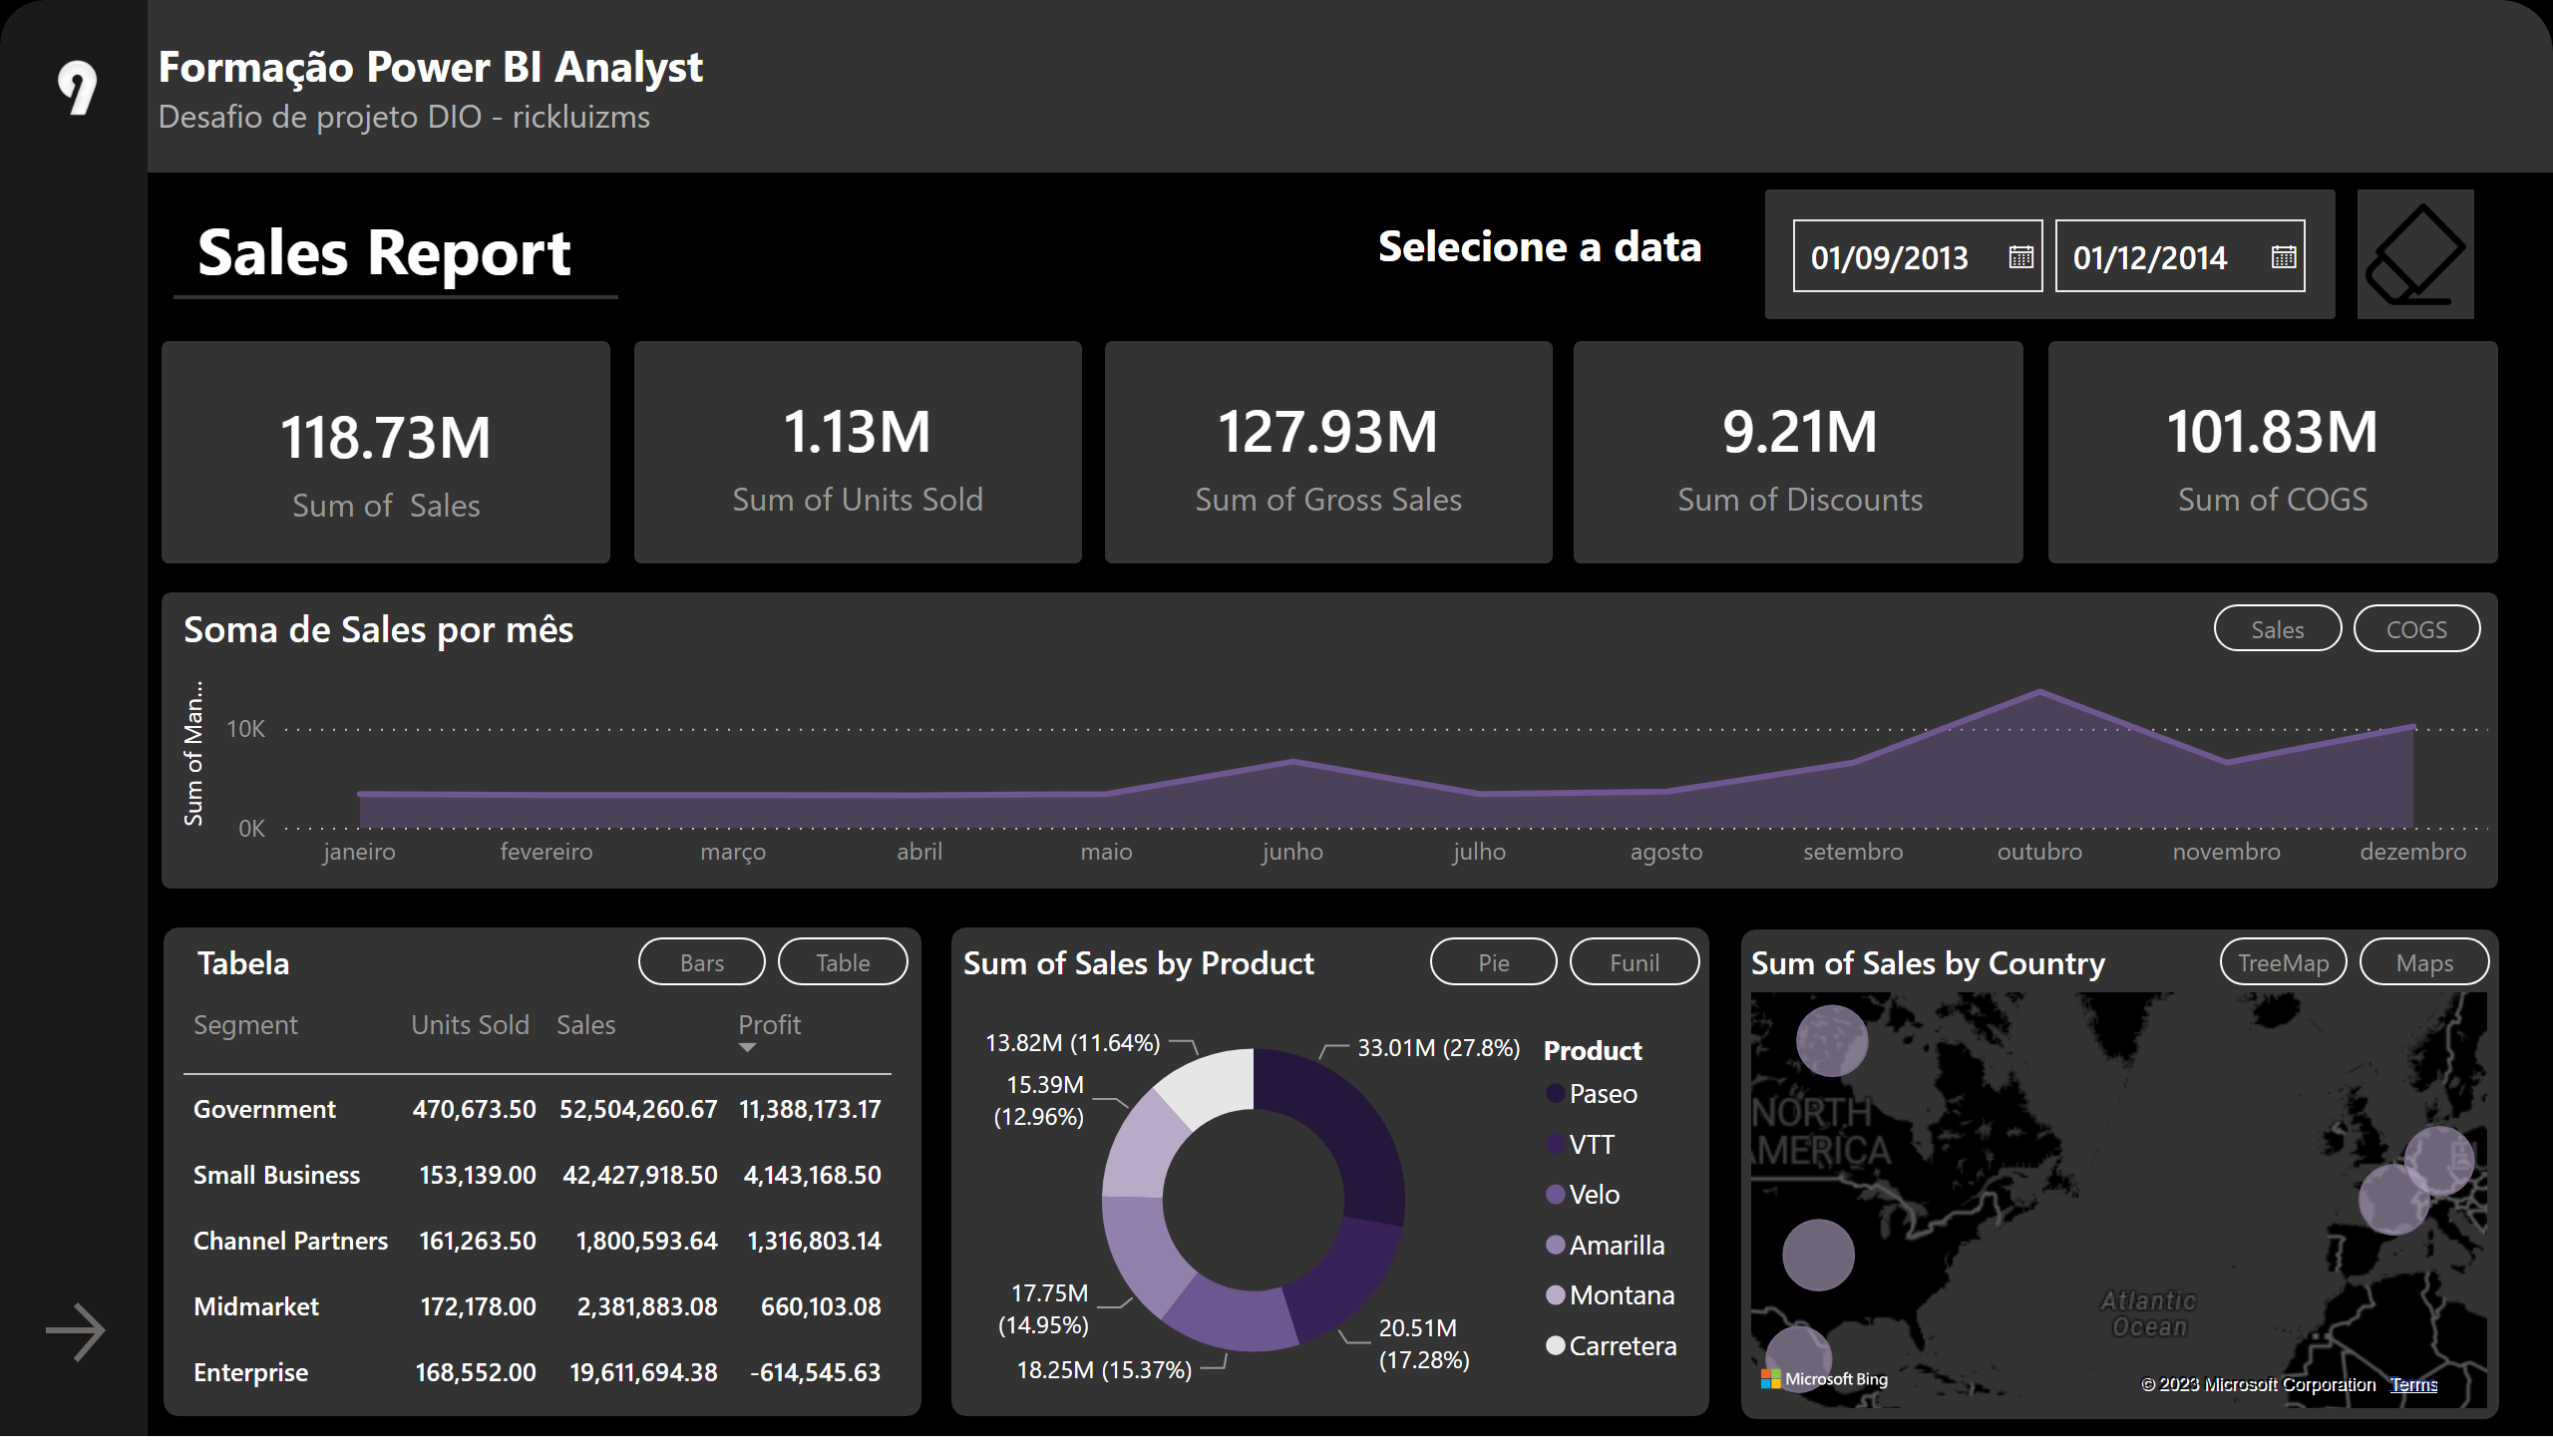 Formação Power BI Analyst
Desafio de projeto DIO - rickluizms
Sales Report
Selecione a data
01/09/2013
01/12/2014
118.73M
Sum of  Sales
1.13M
Sum of Units Sold
127.93M
Sum of Gross Sales
9.21M
Sum of Discounts
101.83M
Sum of COGS
Soma de Sales por mês
Sales
COGS
Sum of Man...
10K
0K
janeiro
fevereiro
março
abril
maio
junho
julho
agosto
setembro
outubro
novembro
dezembro
Tabela
Bars
Table
Segment Units Sold Sales Profit
Government 470,673.50 52,504,260.67 11,388,173.17
Small Business 153,139.00 42,427,918.50 4,143,168.50
Channel Partners 161,263.50 1,800,593.64 1,316,803.14
Midmarket 172,178.00 2,381,883.08 660,103.08
Enterprise 168,552.00 19,611,694.38 -614,545.63
Sum of Sales by Product
Pie
Funil
13.82M (11.64%)
33.01M (27.8%)
15.39M
(12.96%)
17.75M
(14.95%)
18.25M (15.37%)
20.51M
(17.28%)
Product
Paseo
VTT
Velo
Amarilla
Montana
Carretera
Sum of Sales by Country
TreeMap
Maps
NORTH
AMERICA
Atlantic
Ocean
Microsoft Bing
© 2023 Microsoft Corporation Terms